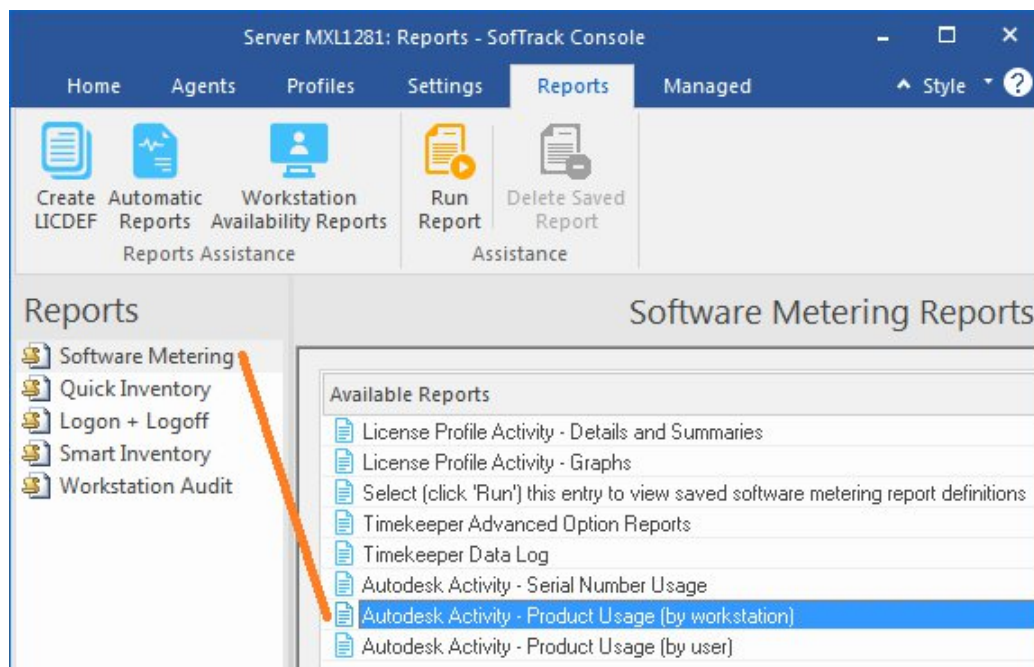 Server MXL1281: Reports - SofTrack Console
Home Agents Profiles Settings Reports Managed Style ?
Create LICDEF
Automatic Reports
Workstation Availability Reports
Run Report
Delete Saved Report
Reports Assistance
Assistance
Reports
Software Metering
Quick Inventory
Logon + Logoff
Smart Inventory
Workstation Audit
Software Metering Reports
Available Reports
License Profile Activity - Details and Summaries
License Profile Activity - Graphs
Select (click 'Run') this entry to view saved software metering report definitions
Timekeeper Advanced Option Reports
Timekeeper Data Log
Autodesk Activity - Serial Number Usage
Autodesk Activity - Product Usage (by workstation)
Autodesk Activity - Product Usage (by user)